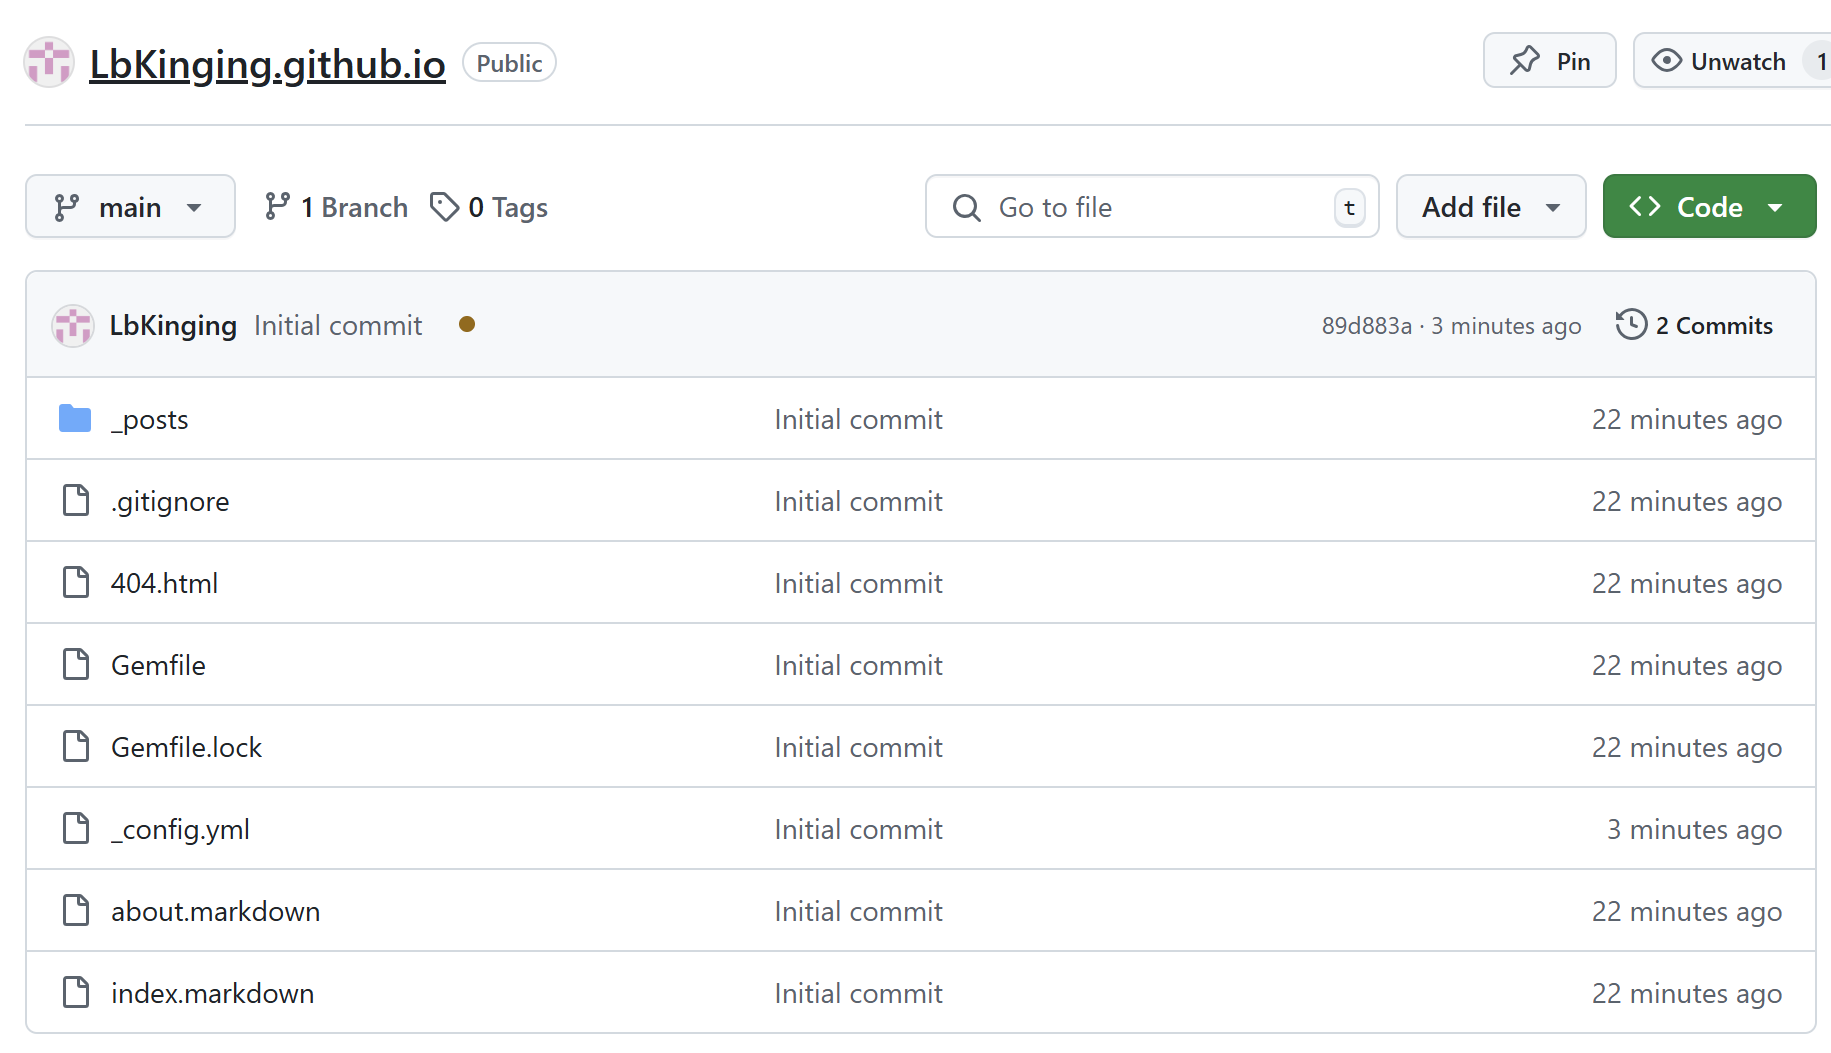 LbKinging.github.io Public Pin Unwatch 1
main 1 Branch 0 Tags Go to file t Add file <> Code
LbKinging Initial commit 89d883a · 3 minutes ago 2 Commits
_posts Initial commit 22 minutes ago
.gitignore Initial commit 22 minutes ago
404.html Initial commit 22 minutes ago
Gemfile Initial commit 22 minutes ago
Gemfile.lock Initial commit 22 minutes ago
_config.yml Initial commit 3 minutes ago
about.markdown Initial commit 22 minutes ago
index.markdown Initial commit 22 minutes ago